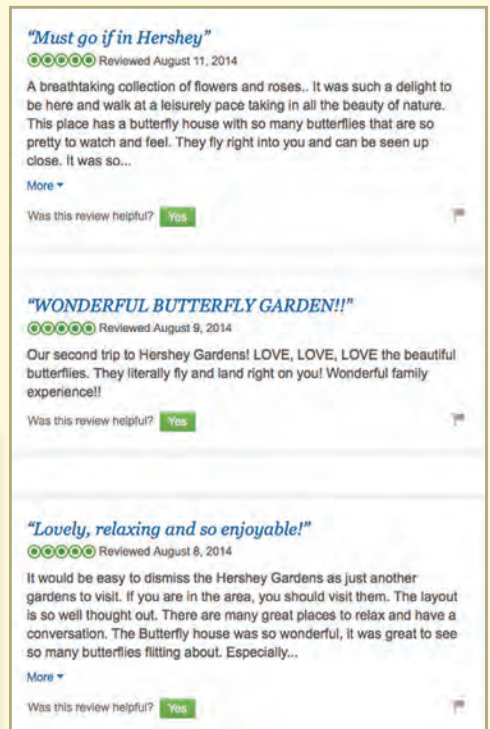 “Must go if in Hershey”
Reviewed August 11, 2014
A breathtaking collection of flowers and roses.. It was such a delight to
be here and walk at a leisurely pace taking in all the beauty of nature.
This place has a butterfly house with so many butterflies that are so
pretty to watch and feel. They fly right into you and can be seen up
close. It was so...
More
Was this review helpful? Yes
“WONDERFUL BUTTERFLY GARDEN!!”
Reviewed August 9, 2014
Our second trip to Hershey Gardens! LOVE, LOVE, LOVE the beautiful
butterflies. They literally fly and land right on you! Wonderful family
experience!!
Was this review helpful? Yes
“Lovely, relaxing and so enjoyable!”
Reviewed August 8, 2014
It would be easy to dismiss the Hershey Gardens as just another
gardens to visit. If you are in the area, you should visit them. The layout
is so well thought out. There are many great places to relax and have a
conversation. The Butterfly house was so wonderful, it was great to see
so many butterflies flitting about. Especially...
More
Was this review helpful? Yes